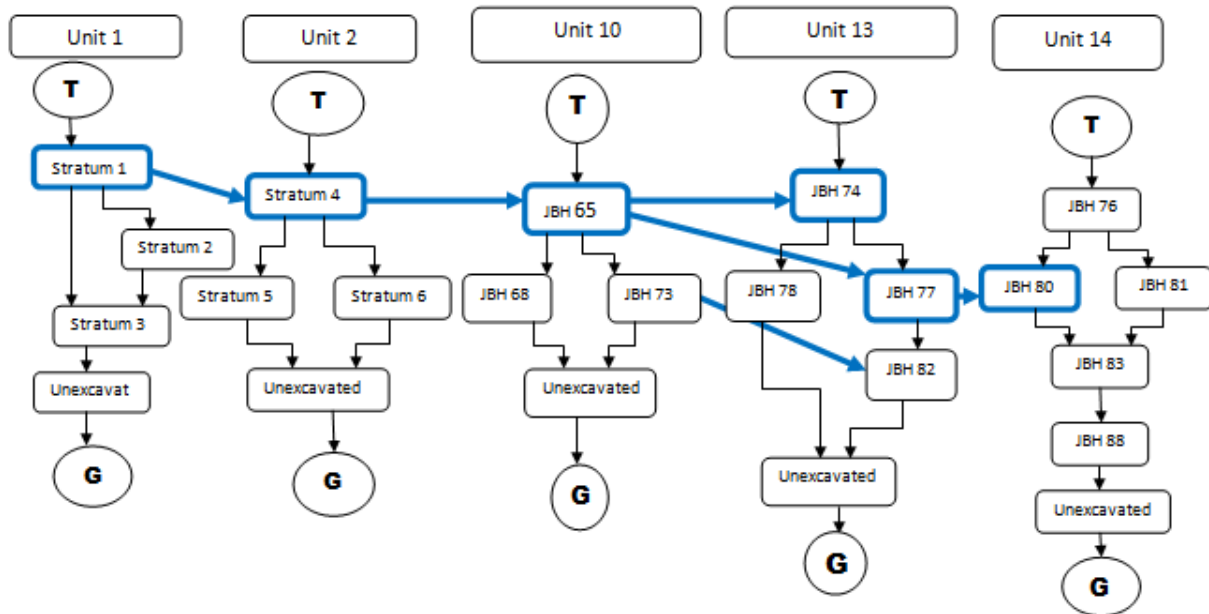 Unit 1
Unit 2
Unit 10
Unit 13
Unit 14
T
T
T
T
T
Stratum 1
Stratum 4
JBH 65
JBH 74
JBH 76
Stratum 2
Stratum 5
Stratum 6
JBH 68
JBH 73
JBH 78
JBH 77
JBH 80
JBH 81
Stratum 3
JBH 82
JBH 83
Unexcavat
Unexcavated
Unexcavated
JBH 88
Unexcavated
Unexcavated
G
G
G
G
G